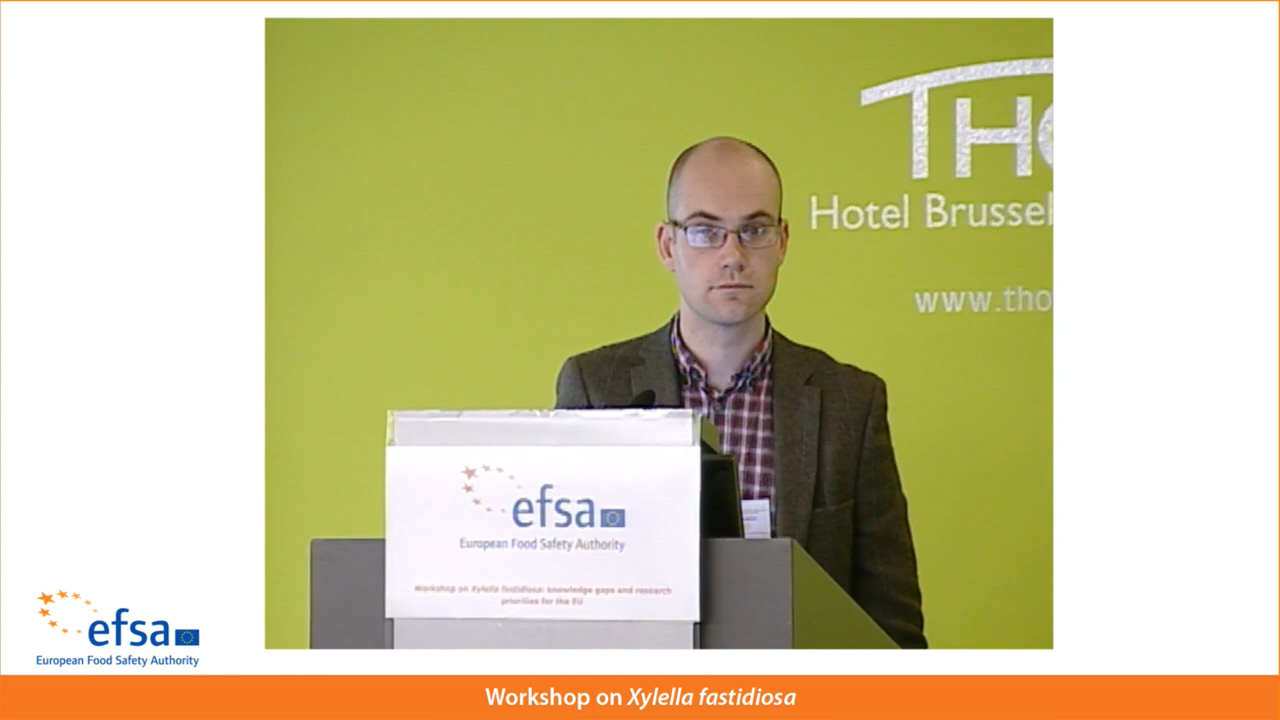 THO
Hotel Brussel
www.tho
efsa
European Food Safety Authority
Workshop on Xylella fastidiosa: knowledge gaps and research
priorities for the EU
efsa
European Food Safety Authority
Workshop on Xylella fastidiosa